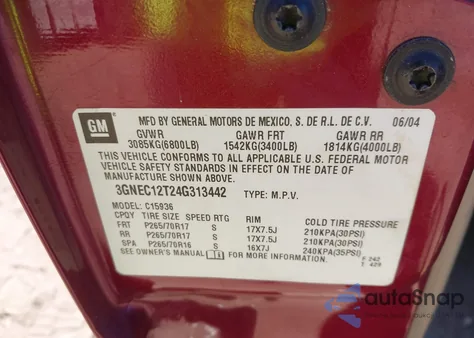 GM
MFD BY GENERAL MOTORS DE MEXICO. S. DE R.L. DE C.V. 06/04
GVWR GAWR FRT GAWR RR
3085KG(6800LB) 1542KG(3400LB) 1814KG(4000LB)
THIS VEHICLE CONFORMS TO ALL APPLICABLE U.S. FEDERAL MOTOR
VEHICLE SAFETY STANDARDS IN EFFECT ON THE DATE OF
MANUFACTURE SHOWN ABOVE.
3GNEC12T24G313442 TYPE: M.P.V.
MODEL: C15936
CPQY TIRE SIZE SPEED RTG RIM COLD TIRE PRESSURE
FRT P265/70R17 S 17X7.5J 210KPA(30PSI)
RR P265/70R17 S 17X7.5J 210KPA(30PSI)
SPA P265/70R16 S 16X7J 240KPA(35PSI)
SEE OWNER'S MANUAL
autoSnap